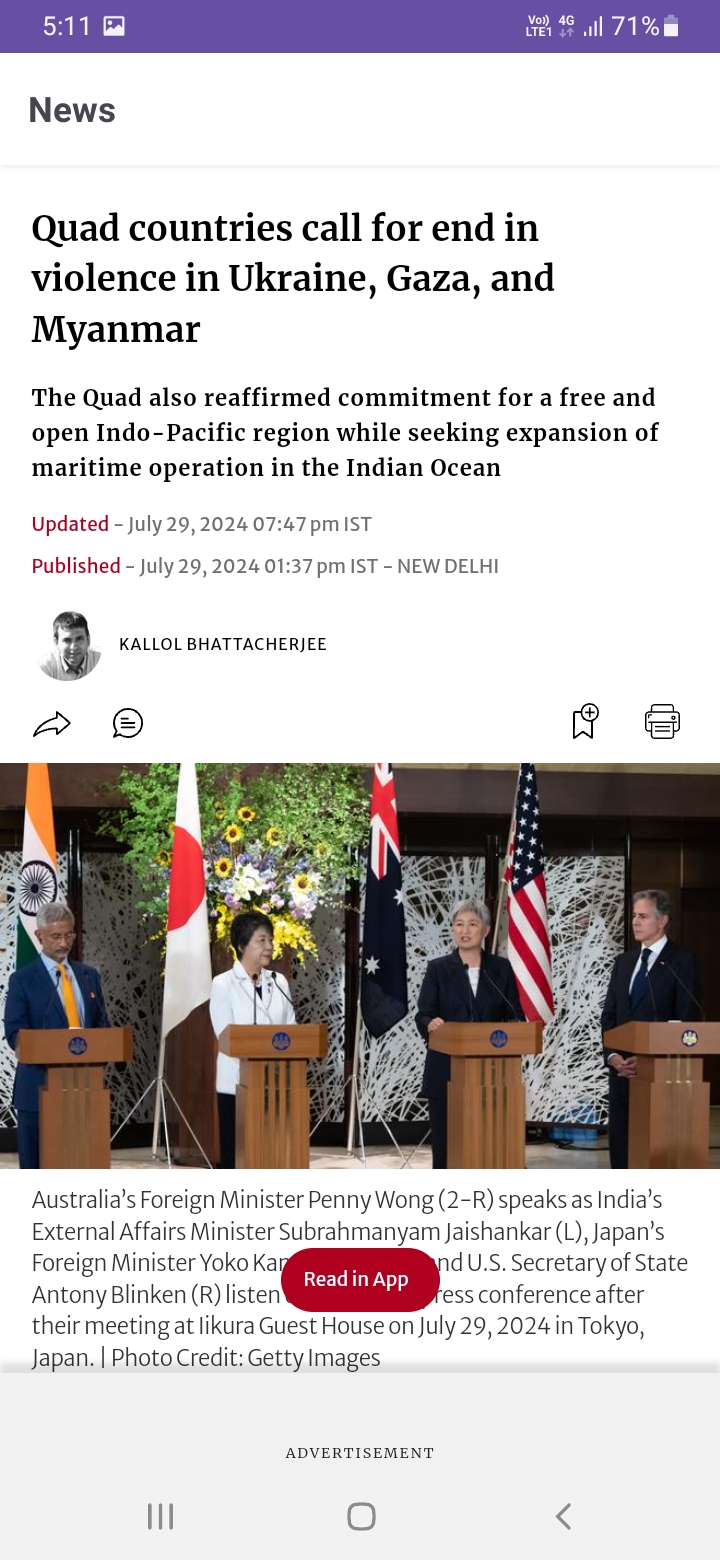 5:11 Vo)) LTE1 4G 71%
News
Quad countries call for end in
violence in Ukraine, Gaza, and
Myanmar
The Quad also reaffirmed commitment for a free and
open Indo-Pacific region while seeking expansion of
maritime operation in the Indian Ocean
Updated - July 29, 2024 07:47 pm IST
Published - July 29, 2024 01:37 pm IST - NEW DELHI
KALLOL BHATTACHERJEE
Australia’s Foreign Minister Penny Wong (2-R) speaks as India’s
External Affairs Minister Subrahmanyam Jaishankar (L), Japan’s
Foreign Minister Yoko U.S. Secretary of State
Read in App
Antony Blinken (R) listen conference after
their meeting at Iikura Guest House on July 29, 2024 in Tokyo,
Japan. | Photo Credit: Getty Images
ADVERTISEMENT